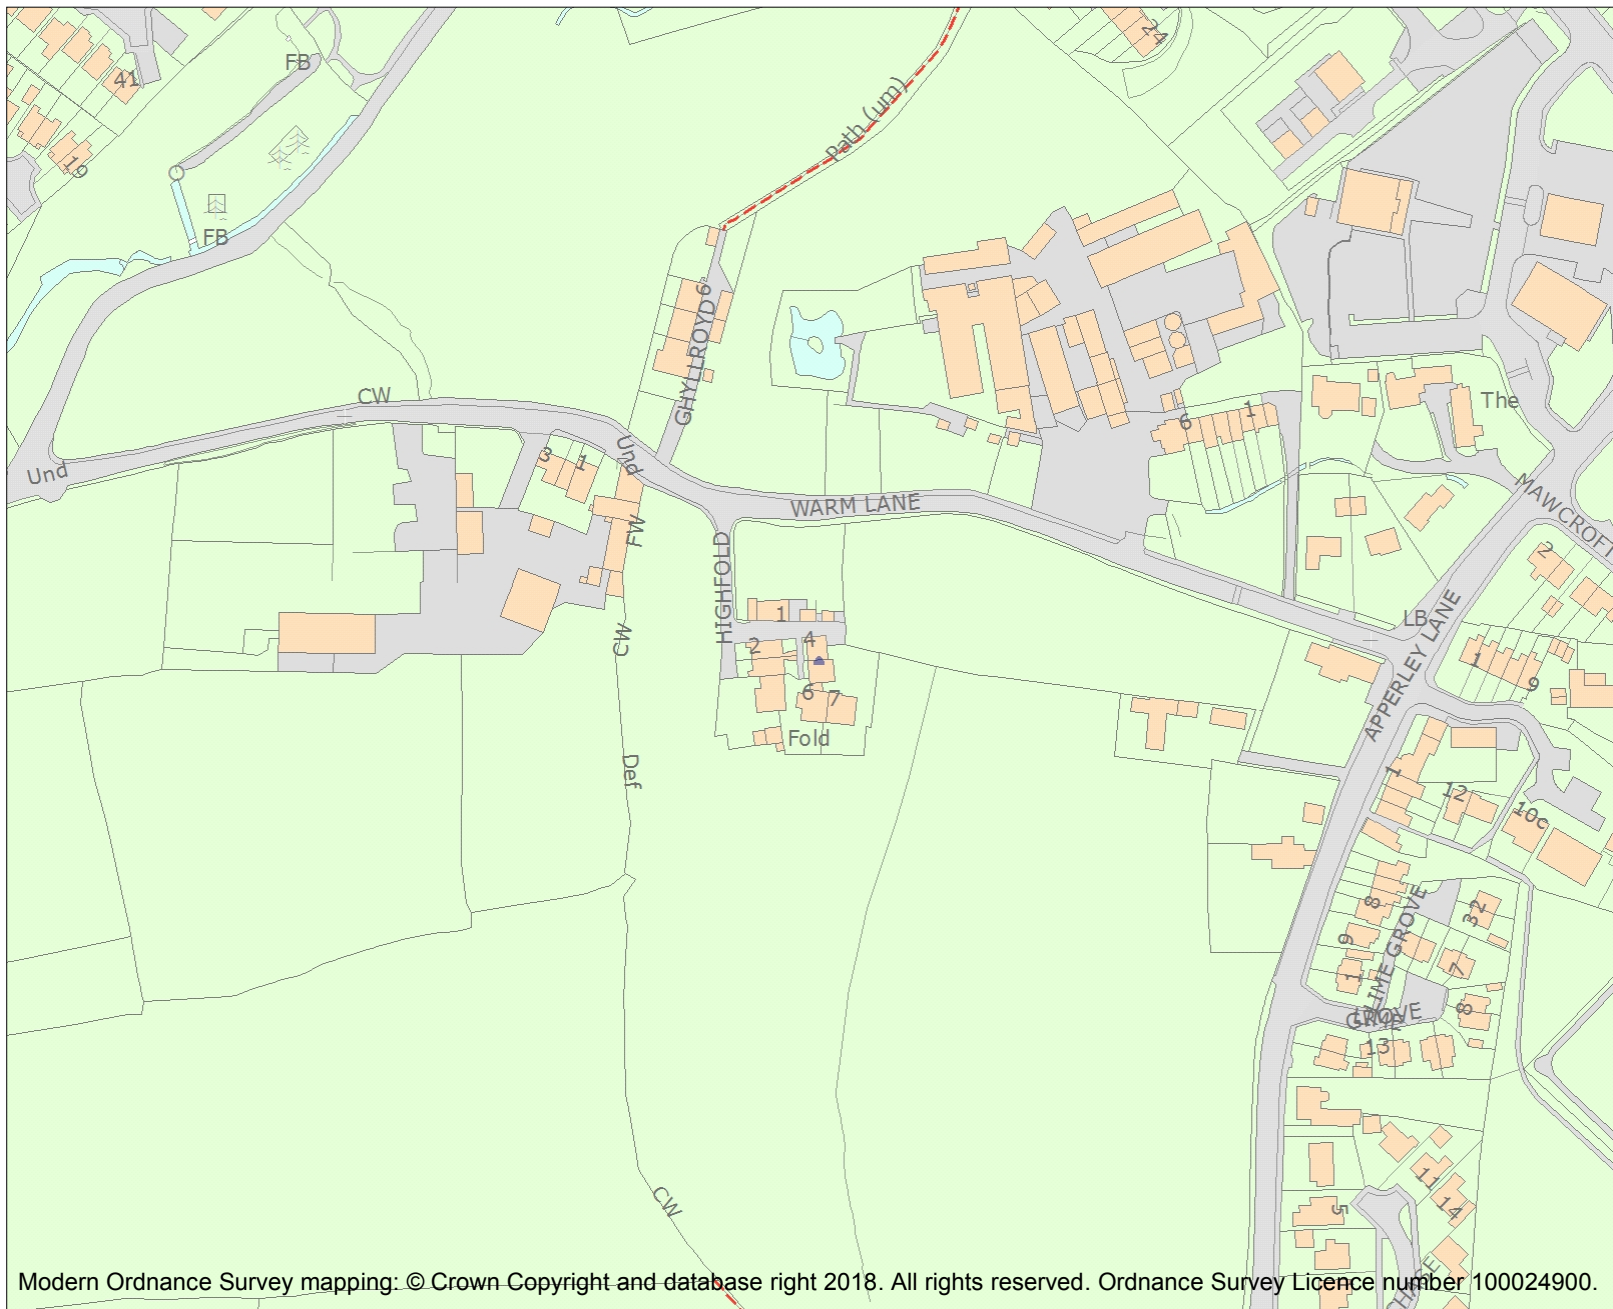 24
FB
41
Path (um)
10
FB
6
GHYLLROYD
CW
The
1
6
Und
3
1
Und
WARM LANE
MAWCROFT
FW
2
HIGHFOLD
1
LB
CW
2
4
APPERLEY LANE
1
9
6
7
Fold
Def
1
12
10c
8
32
9
LIME GROVE
7
1
8
LIME
GROVE
13
11
14
5
CW
CHASE
Modern Ordnance Survey mapping: © Crown Copyright and database right 2018. All rights reserved. Ordnance Survey Licence number 100024900.